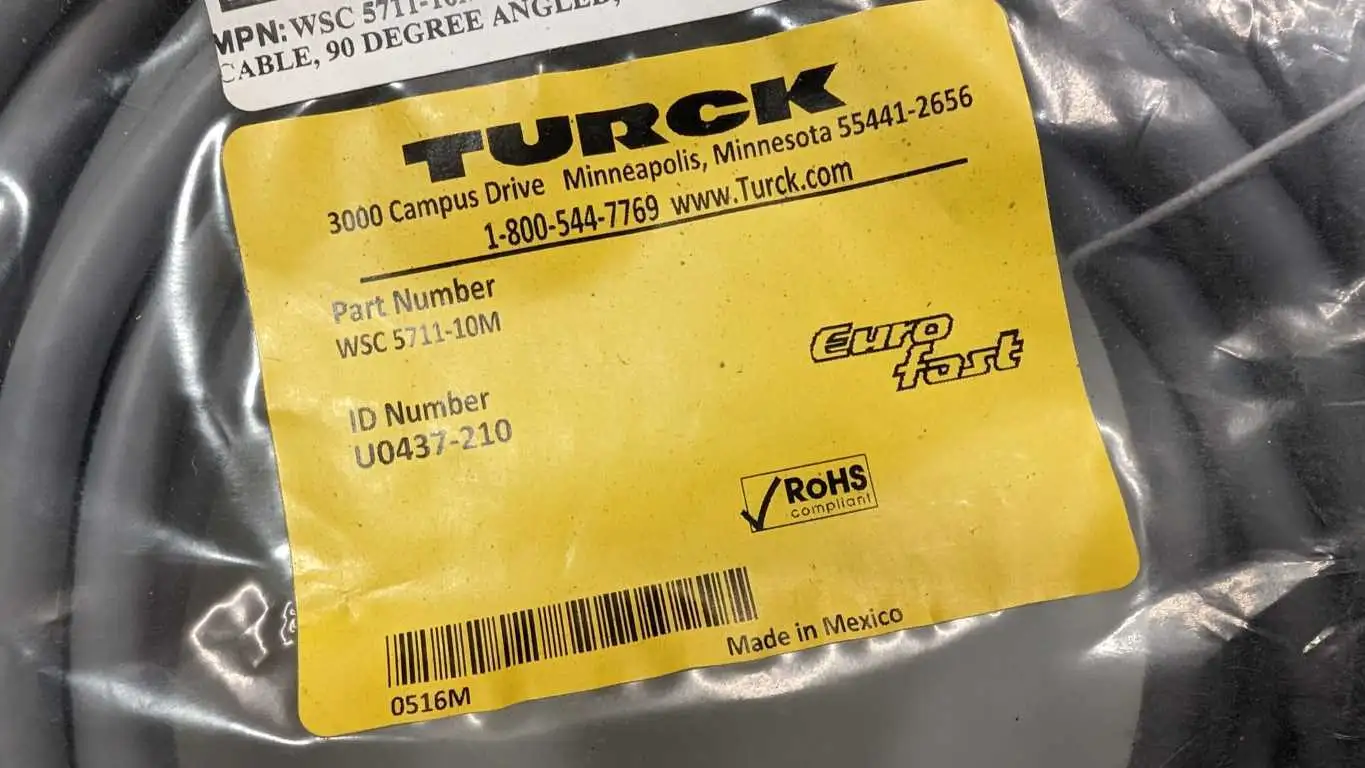 MPN: WSC 5711-10
CABLE, 90 DEGREE ANGLED,
TURCK
3000 Campus Drive Minneapolis, Minnesota 55441-2656
1-800-544-7769 www.Turck.com
Part Number
WSC 5711-10M
ID Number
U0437-210
Euro
fast
RoHS
compliant
0516M
Made in Mexico